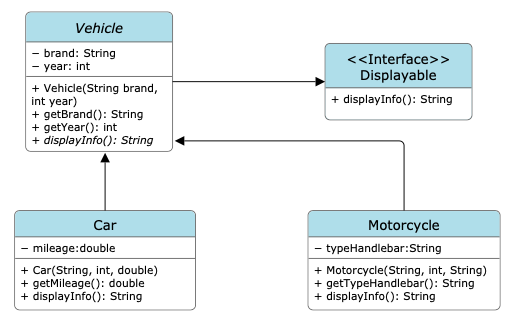 Vehicle
− brand: String
− year: int
+ Vehicle(String brand,
int year)
+ getBrand(): String
+ getYear(): int
+ displayInfo(): String
<<Interface>>
Displayable
+ displayInfo(): String
Car
− mileage:double
+ Car(String, int, double)
+ getMileage(): double
+ displayInfo(): String
Motorcycle
− typeHandlebar:String
+ Motorcycle(String, int, String)
+ getTypeHandlebar(): String
+ displayInfo(): String